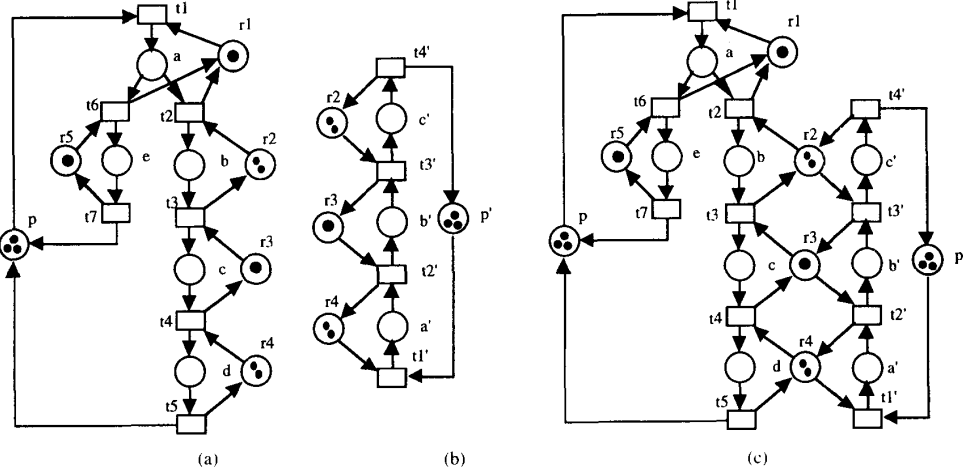 t1
r1
a
t6
t2
r5
r2
e
b
t7
t3
p
r3
c
t4
r4
d
t5
(a)
t4'
r2
c'
t3'
r3
b'
p'
t2'
r4
a'
t1'
(b)
t1
r1
a
t6
t2
t4'
r5
r2
e
b
c'
t7
t3
t3'
p
r3
c
b'
p
t4
t2'
r4
d
a'
t1'
t5
(c)